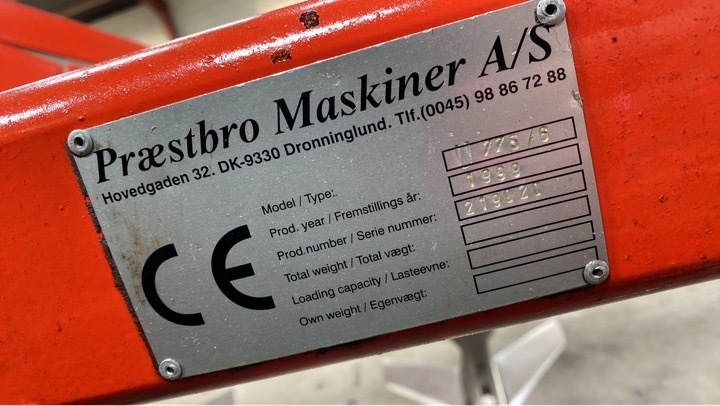 Præstbro Maskiner A/S
Hovedgaden 32. DK-9330 Dronninglund. Tlf.(0045) 98 86 72 88
Model / Type:.
Prod. year / Fremstillings år: 1999
Prod.number / Serie nummer:
Total weight / Total vægt:
Loading capacity / Lasteevne:
Own weight / Egenvægt:
CE